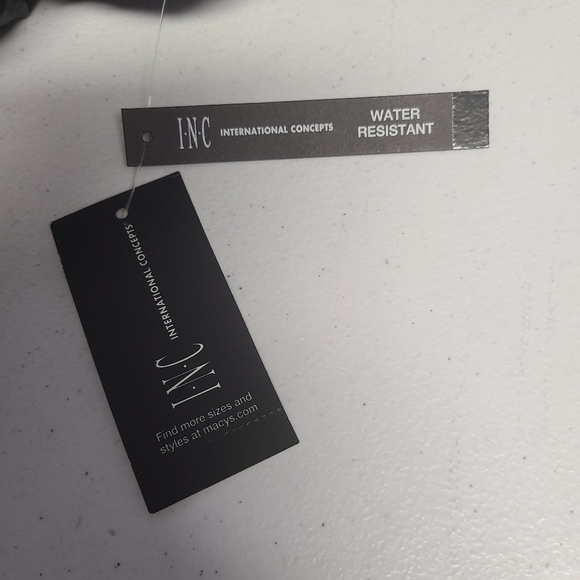 I·N·C INTERNATIONAL CONCEPTS
WATER
RESISTANT
I·N·C INTERNATIONAL CONCEPTS
Find more sizes and
styles at macys.com